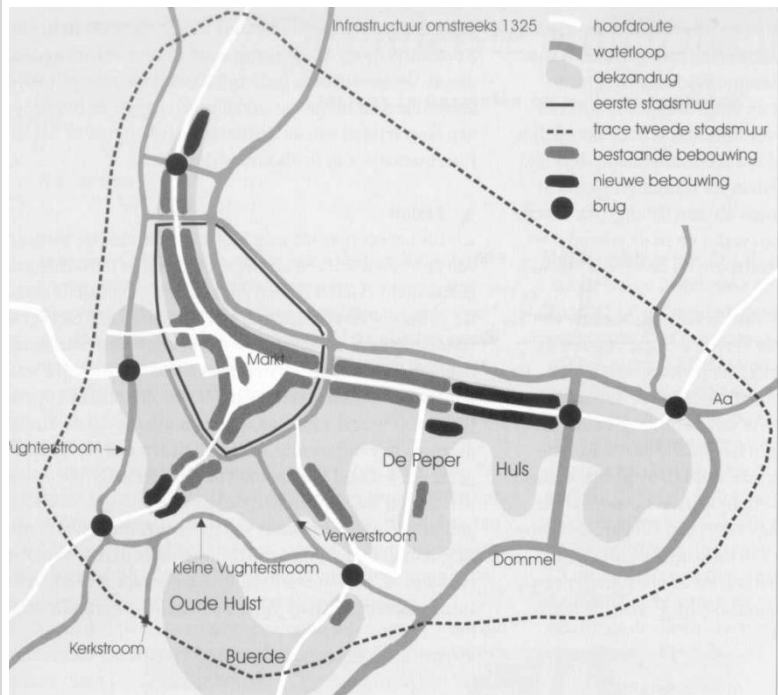 Infrastructuur omstreeks 1325
hoofdroute
waterloop
dekzandrug
eerste stadsmuur
trace tweede stadsmuur
bestaande bebouwing
nieuwe bebouwing
brug
Markt
Aa
Vughterstroom
De Peper
Huls
Verwerstroom
Dommel
kleine Vughterstroom
Oude Hulst
Kerkstroom
Buerde